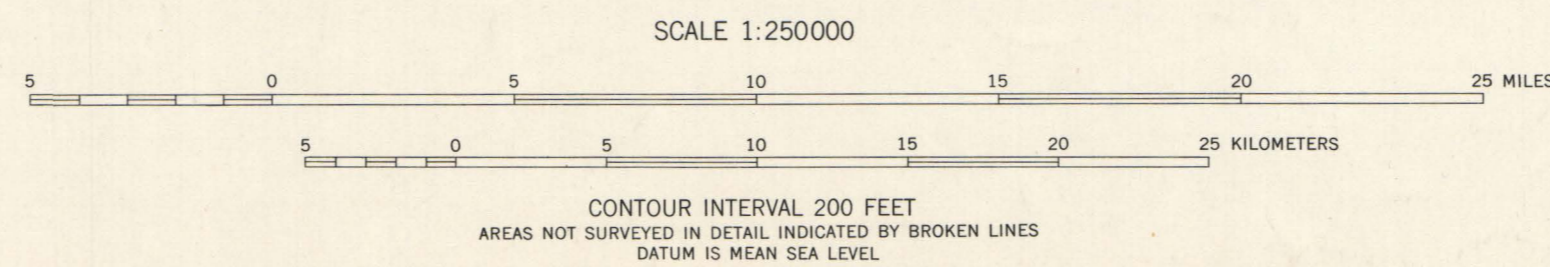 SCALE 1:250000
5 0 5 10 15 20 25 MILES
5 0 5 10 15 20 25 KILOMETERS
CONTOUR INTERVAL 200 FEET
AREAS NOT SURVEYED IN DETAIL INDICATED BY BROKEN LINES
DATUM IS MEAN SEA LEVEL